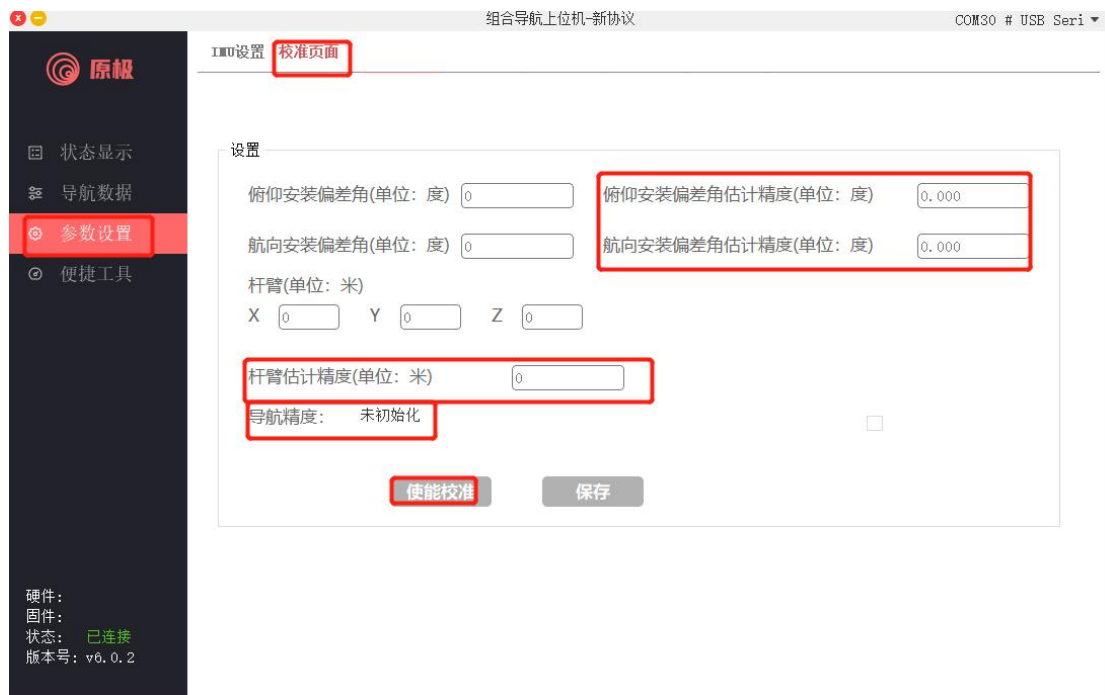 组合导航上位机-新协议
COM30 # USB Seri
原极
IMU设置 校准页面
状态显示
导航数据
参数设置
便捷工具
设置
俯仰安装偏差角(单位：度) 0 俯仰安装偏差角估计精度(单位：度) 0.000
航向安装偏差角(单位：度) 0 航向安装偏差角估计精度(单位：度) 0.000
杆臂(单位：米)
X 0 Y 0 Z 0
杆臂估计精度(单位：米) 0
导航精度： 未初始化
使能校准 保存
硬件：
固件：
状态： 已连接
版本号：v6.0.2